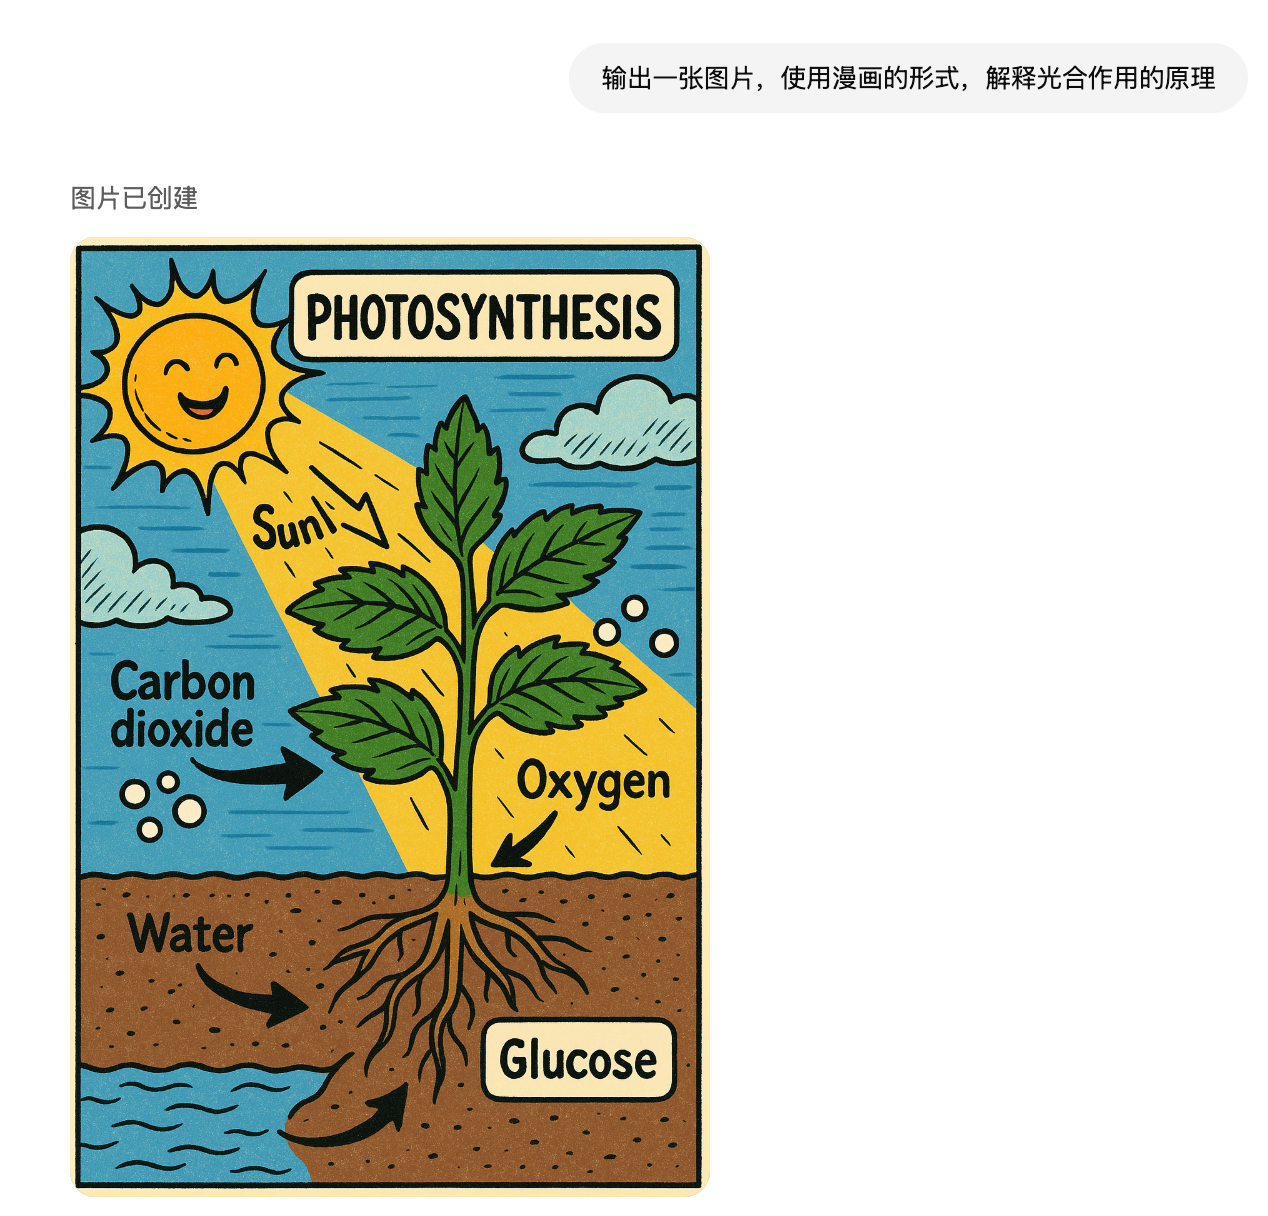 输出一张图片，使用漫画的形式，解释光合作用的原理
图片已创建
PHOTOSYNTHESIS
Sunl
Carbon
dioxide
Oxygen
Water
Glucose